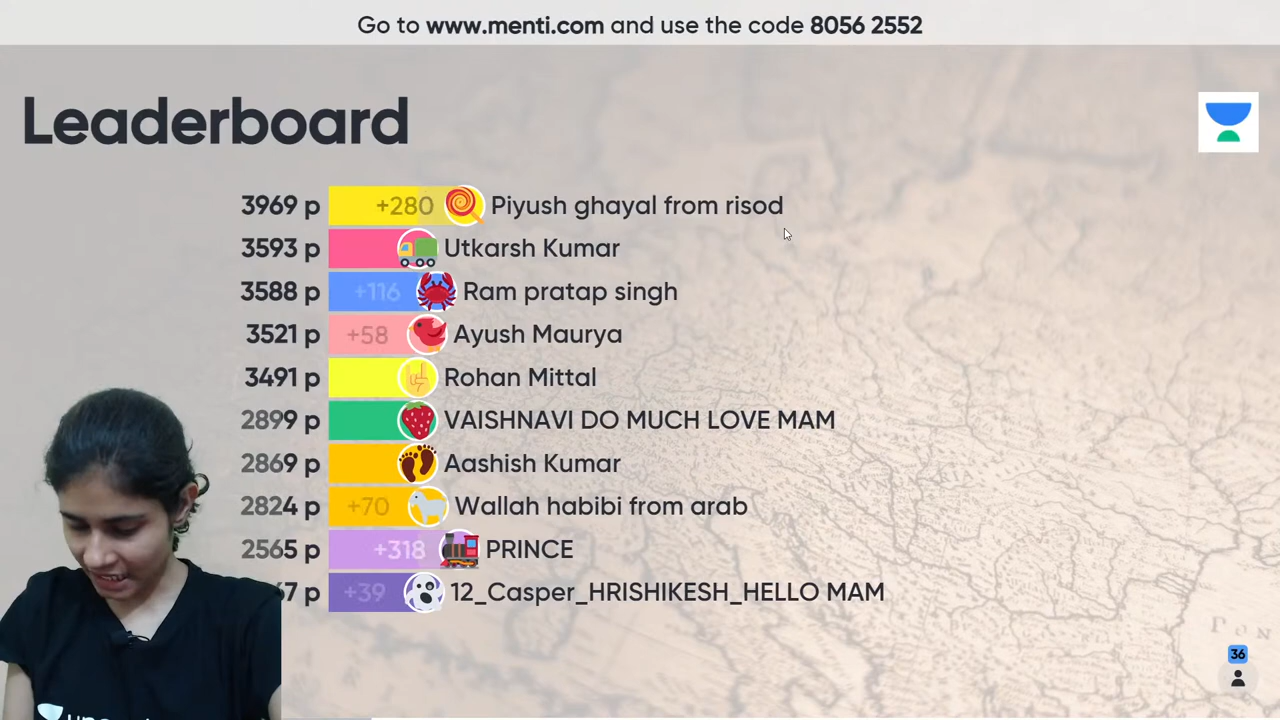 Go to www.menti.com and use the code 8056 2552
Leaderboard
3969 p +280 Piyush ghayal from risod
3593 p Utkarsh Kumar
3588 p +116 Ram pratap singh
3521 p +58 Ayush Maurya
3491 p Rohan Mittal
2899 p VAISHNAVI DO MUCH LOVE MAM
2869 p Aashish Kumar
2824 p +70 Wallah habibi from arab
2565 p +318 PRINCE
67 p +39 12_Casper_HRISHIKESH_HELLO MAM
36